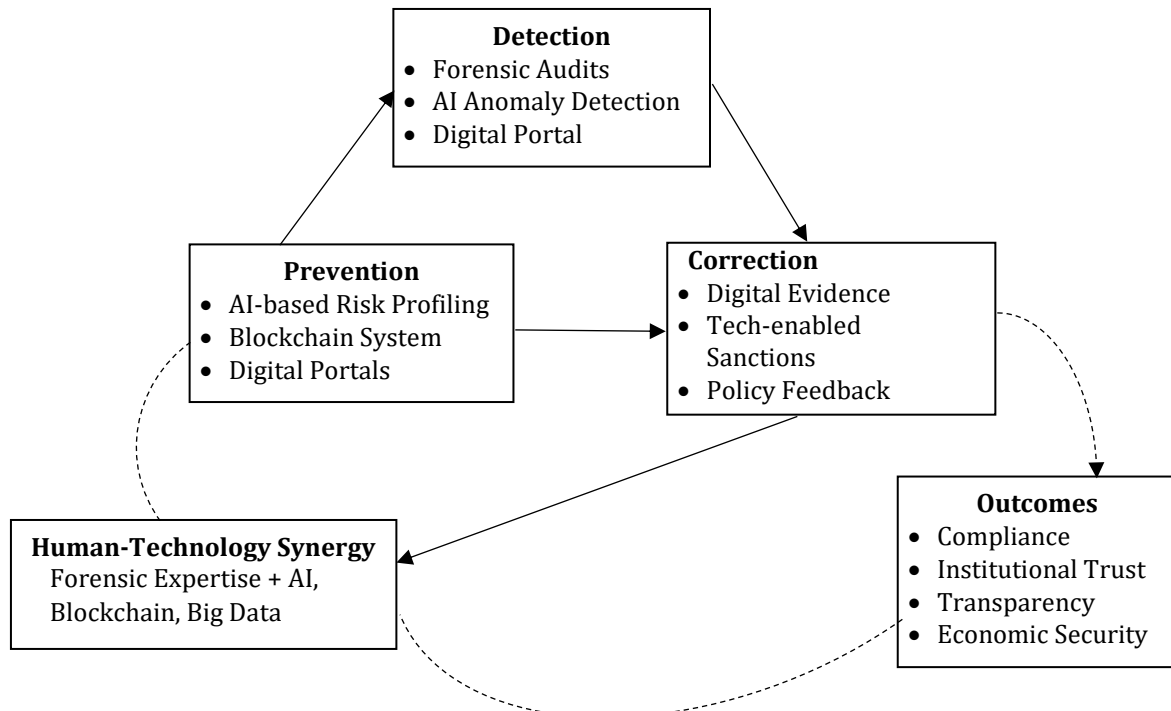 Detection
• Forensic Audits
• AI Anomaly Detection
• Digital Portal
Prevention
• AI-based Risk Profiling
• Blockchain System
• Digital Portals
Correction
• Digital Evidence
• Tech-enabled
Sanctions
• Policy Feedback
Human-Technology Synergy
Forensic Expertise + AI,
Blockchain, Big Data
Outcomes
• Compliance
• Institutional Trust
• Transparency
• Economic Security